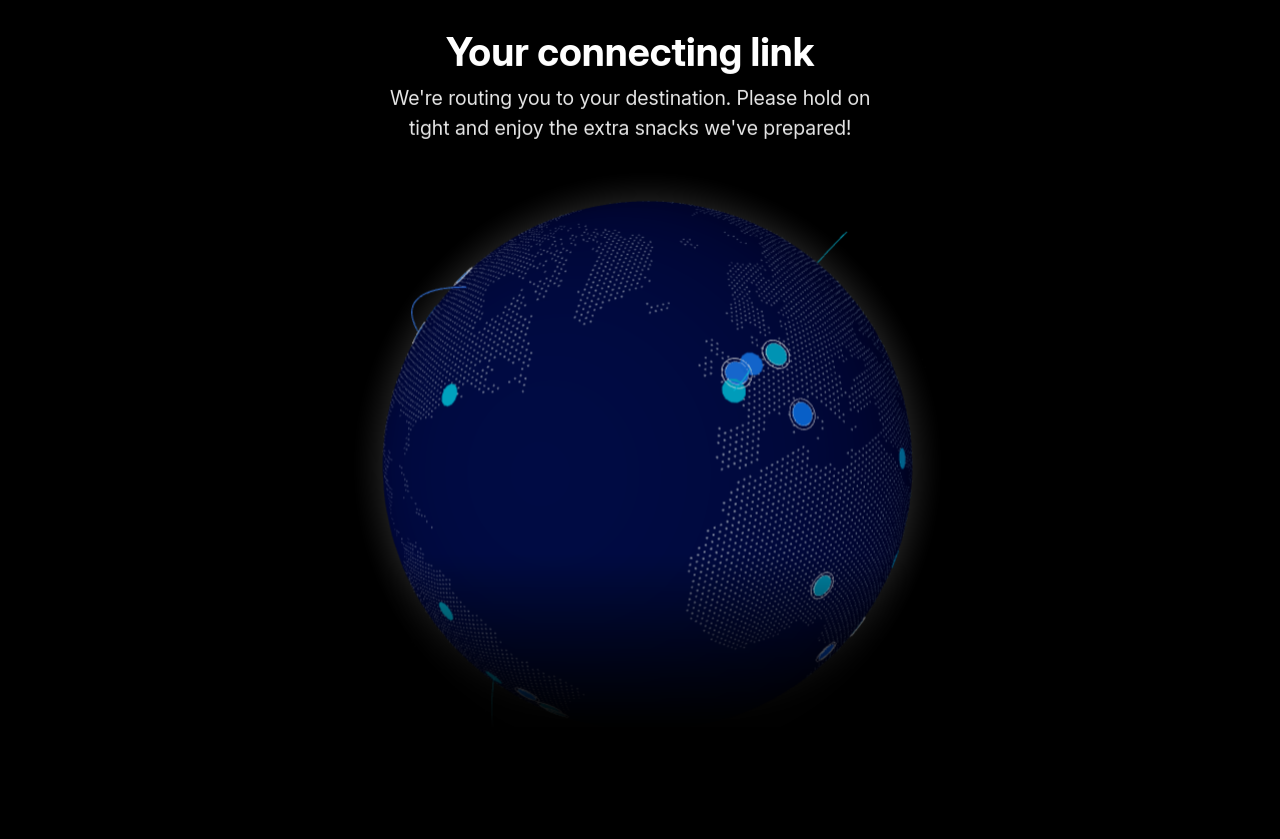 Your connecting link
We're routing you to your destination. Please hold on
tight and enjoy the extra snacks we've prepared!